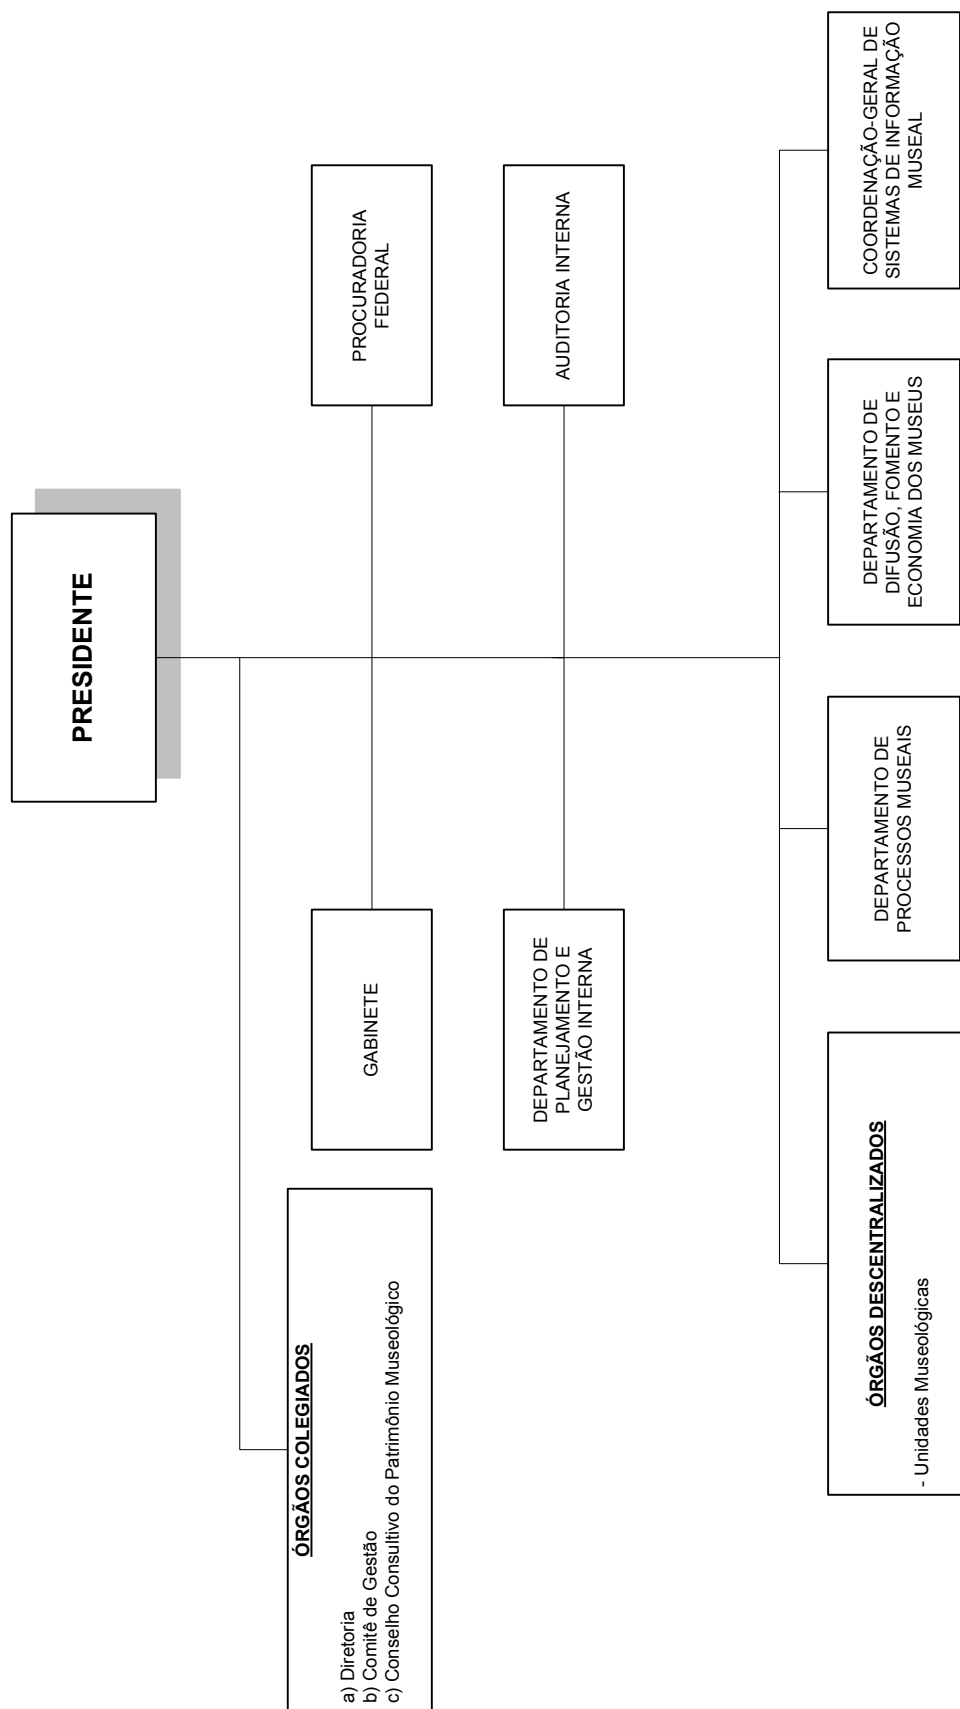 PRESIDENTE
ÓRGÃOS COLEGIADOS
a) Diretoria
b) Comitê de Gestão
c) Conselho Consultivo do Patrimônio Museológico
GABINETE
PROCURADORIA
FEDERAL
DEPARTAMENTO DE
PLANEJAMENTO E
GESTÃO INTERNA
AUDITORIA INTERNA
ÓRGÃOS DESCENTRALIZADOS
- Unidades Museológicas
DEPARTAMENTO DE
PROCESSOS MUSEAIS
DEPARTAMENTO DE
DIFUSÃO, FOMENTO E
ECONOMIA DOS MUSEUS
COORDENAÇÃO-GERAL DE
SISTEMAS DE INFORMAÇÃO
MUSEAL